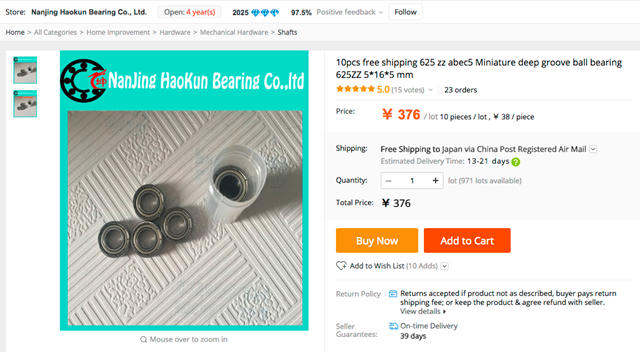 Store: Nanjing Haokun Bearing Co., Ltd. Open: 4 year(s) 2025 97.5% Positive feedback Follow
Home > All Categories > Home Improvement > Hardware > Mechanical Hardware > Shafts
NanJing HaoKun Bearing Co.,ltd
Mouse over to zoom in
10pcs free shipping 625 zz abec5 Miniature deep groove ball bearing
625ZZ 5*16*5 mm
5.0 (15 votes) 23 orders
Price: ¥ 376 / lot 10 pieces / lot , ¥ 38 / piece
Shipping: Free Shipping to Japan via China Post Registered Air Mail
Estimated Delivery Time: 13-21 days ?
Quantity: − 1 + lot (971 lots available)
Total Price: ¥ 376
Buy Now Add to Cart
Add to Wish List (10 Adds)
Return Policy Returns accepted if product not as described, buyer pays return
shipping fee; or keep the product & agree refund with seller.
View details
Seller On-time Delivery
Guarantees: 39 days